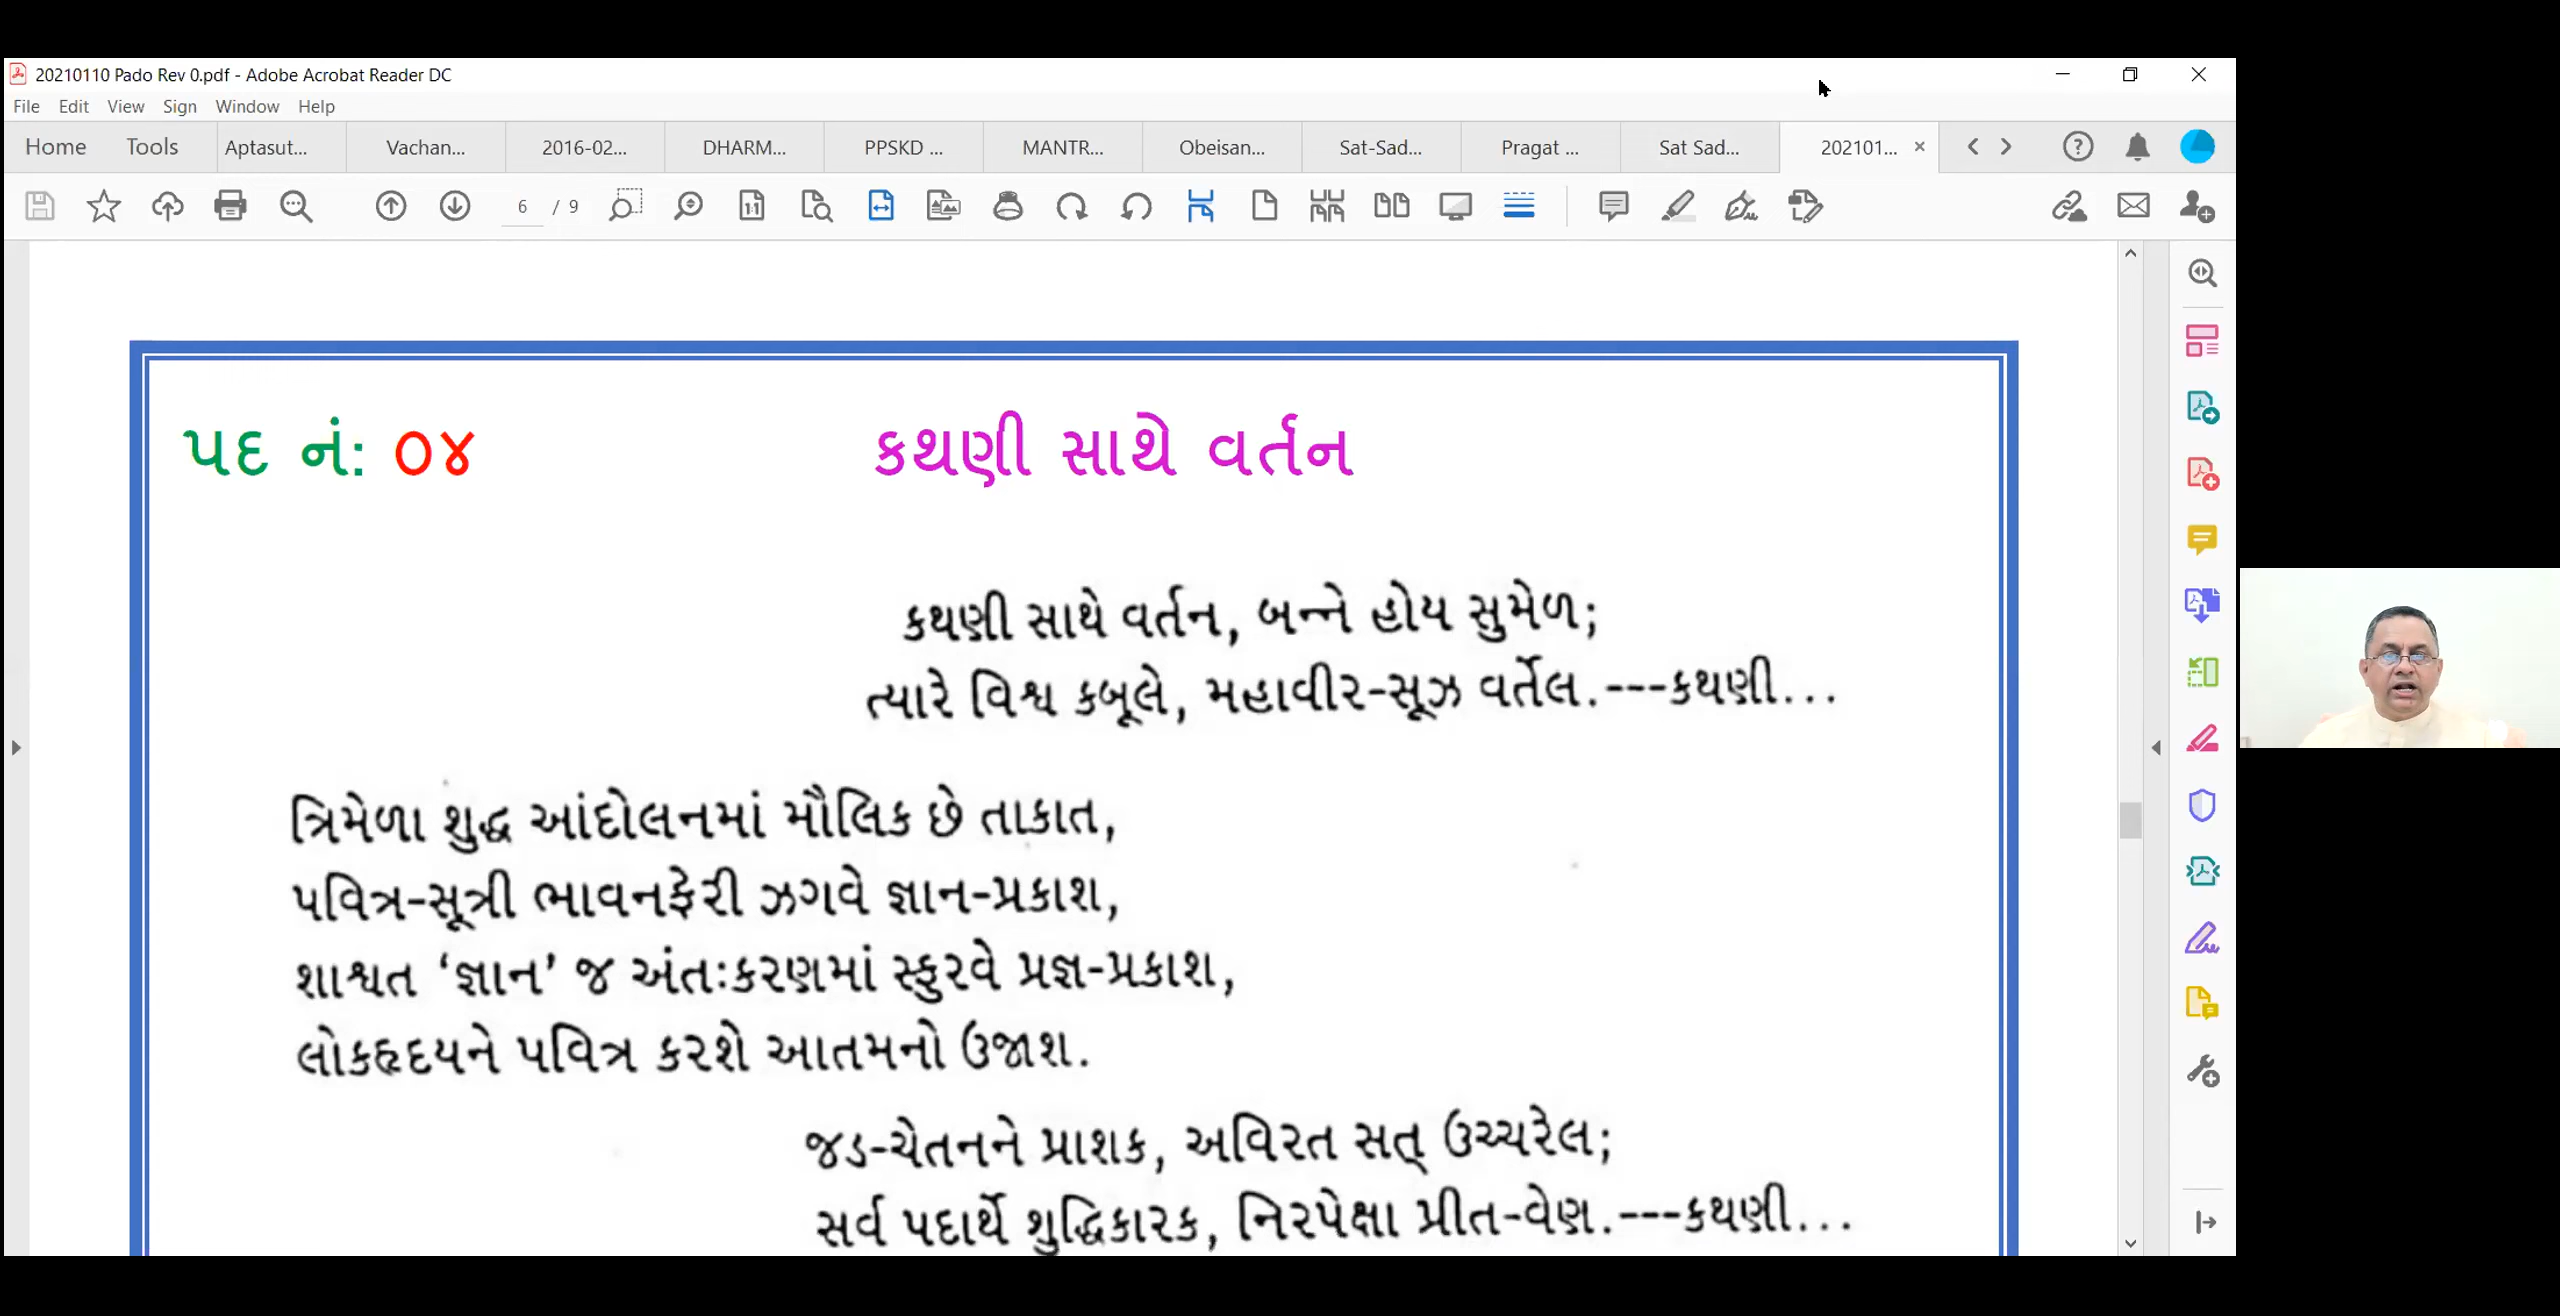 20210110 Pado Rev 0.pdf - Adobe Acrobat Reader DC
File Edit View Sign Window Help
Home Tools Aptasut... Vachan... 2016-02... DHARM... PPSKD ... MANTR... Obeisan... Sat-Sad... Pragat ... Sat Sad... 202101...
6 / 9
પદ નં: ૦૪ કથણી સાથે વર્તન
કથણી સાથે વર્તન, બન્ને હોય સુમેળ;
ત્યારે વિશ્વ કબૂલે, મહાવીર-સૂઝ વર્તેલ.---કથણી...
ત્રિમેળા શુદ્ધ આંદોલનમાં મૌલિક છે તાકાત,
પવિત્ર-સૂત્રી ભાવનફેરી ઝગવે જ્ઞાન-પ્રકાશ,
શાશ્વત ‘જ્ઞાન’ જ અંતઃકરણમાં સ્ફુરવે પ્રજ્ઞ-પ્રકાશ,
લોકહૃદયને પવિત્ર કરશે આતમનો ઉજાશ.
જડ-ચેતનને પ્રાશક, અવિરત સત્ ઉચ્ચરેલ;
સર્વ પદાર્થે શુદ્ધિકારક, નિરપેક્ષા પ્રીત-વેણ.---કથણી...